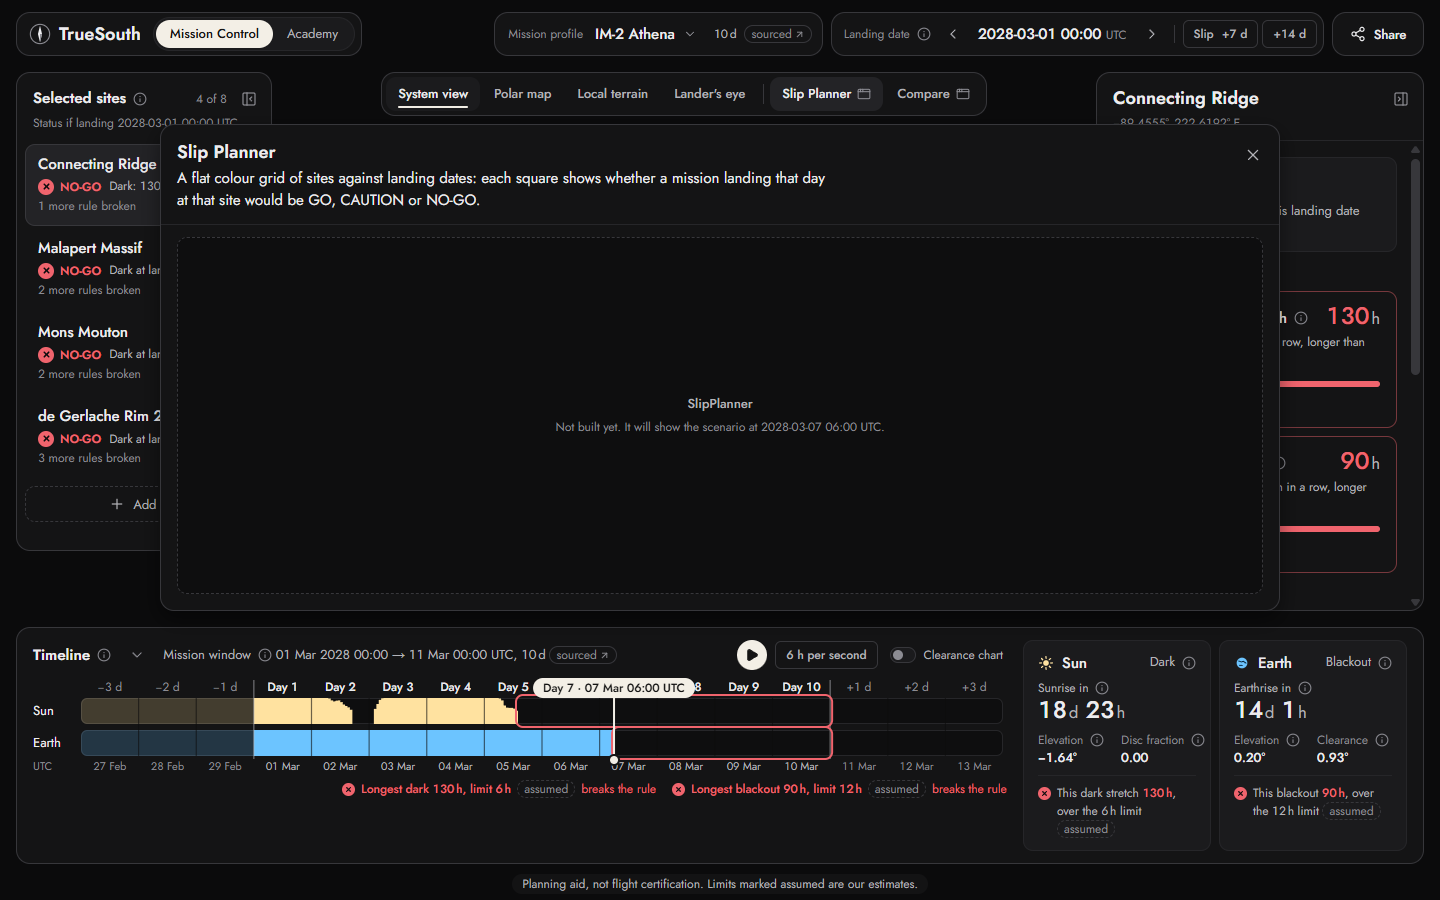 TrueSouth
Mission Control
Academy
Mission profile IM-2 Athena 10 d sourced ↗
Landing date 2028-03-01 00:00 UTC
Slip +7 d +14 d
Share
Selected sites 4 of 8
Status if landing 2028-03-01 00:00 UTC
System view Polar map Local terrain Lander's eye Slip Planner Compare
Connecting Ridge
−89.4555° 222.6192° E
Slip Planner
A flat colour grid of sites against landing dates: each square shows whether a mission landing that day
at that site would be GO, CAUTION or NO-GO.
Connecting Ridge
NO-GO Dark: 130
1 more rule broken
Malapert Massif
NO-GO Dark at lan
2 more rules broken
Mons Mouton
NO-GO Dark at lan
2 more rules broken
de Gerlache Rim 2
NO-GO Dark at lan
3 more rules broken
Add
SlipPlanner
Not built yet. It will show the scenario at 2028-03-07 06:00 UTC.
is landing date
h 130 h
row, longer than
90 h
in a row, longer
Timeline
Mission window 01 Mar 2028 00:00 → 11 Mar 00:00 UTC, 10 d sourced ↗
6 h per second
Clearance chart
−3 d −2 d −1 d Day 1 Day 2 Day 3 Day 4 Day 5 Day 7 · 07 Mar 06:00 UTC 8 Day 9 Day 10 +1 d +2 d +3 d
Sun
Earth
UTC 27 Feb 28 Feb 29 Feb 01 Mar 02 Mar 03 Mar 04 Mar 05 Mar 06 Mar 07 Mar 08 Mar 09 Mar 10 Mar 11 Mar 12 Mar 13 Mar
Longest dark 130 h, limit 6 h assumed breaks the rule
Longest blackout 90 h, limit 12 h assumed breaks the rule
Sun Dark
Sunrise in
18 d 23 h
Elevation Disc fraction
−1.64° 0.00
This dark stretch 130 h,
over the 6 h limit
assumed
Earth Blackout
Earthrise in
14 d 1 h
Elevation Clearance
0.20° 0.93°
This blackout 90 h, over
the 12 h limit assumed
Planning aid, not flight certification. Limits marked assumed are our estimates.